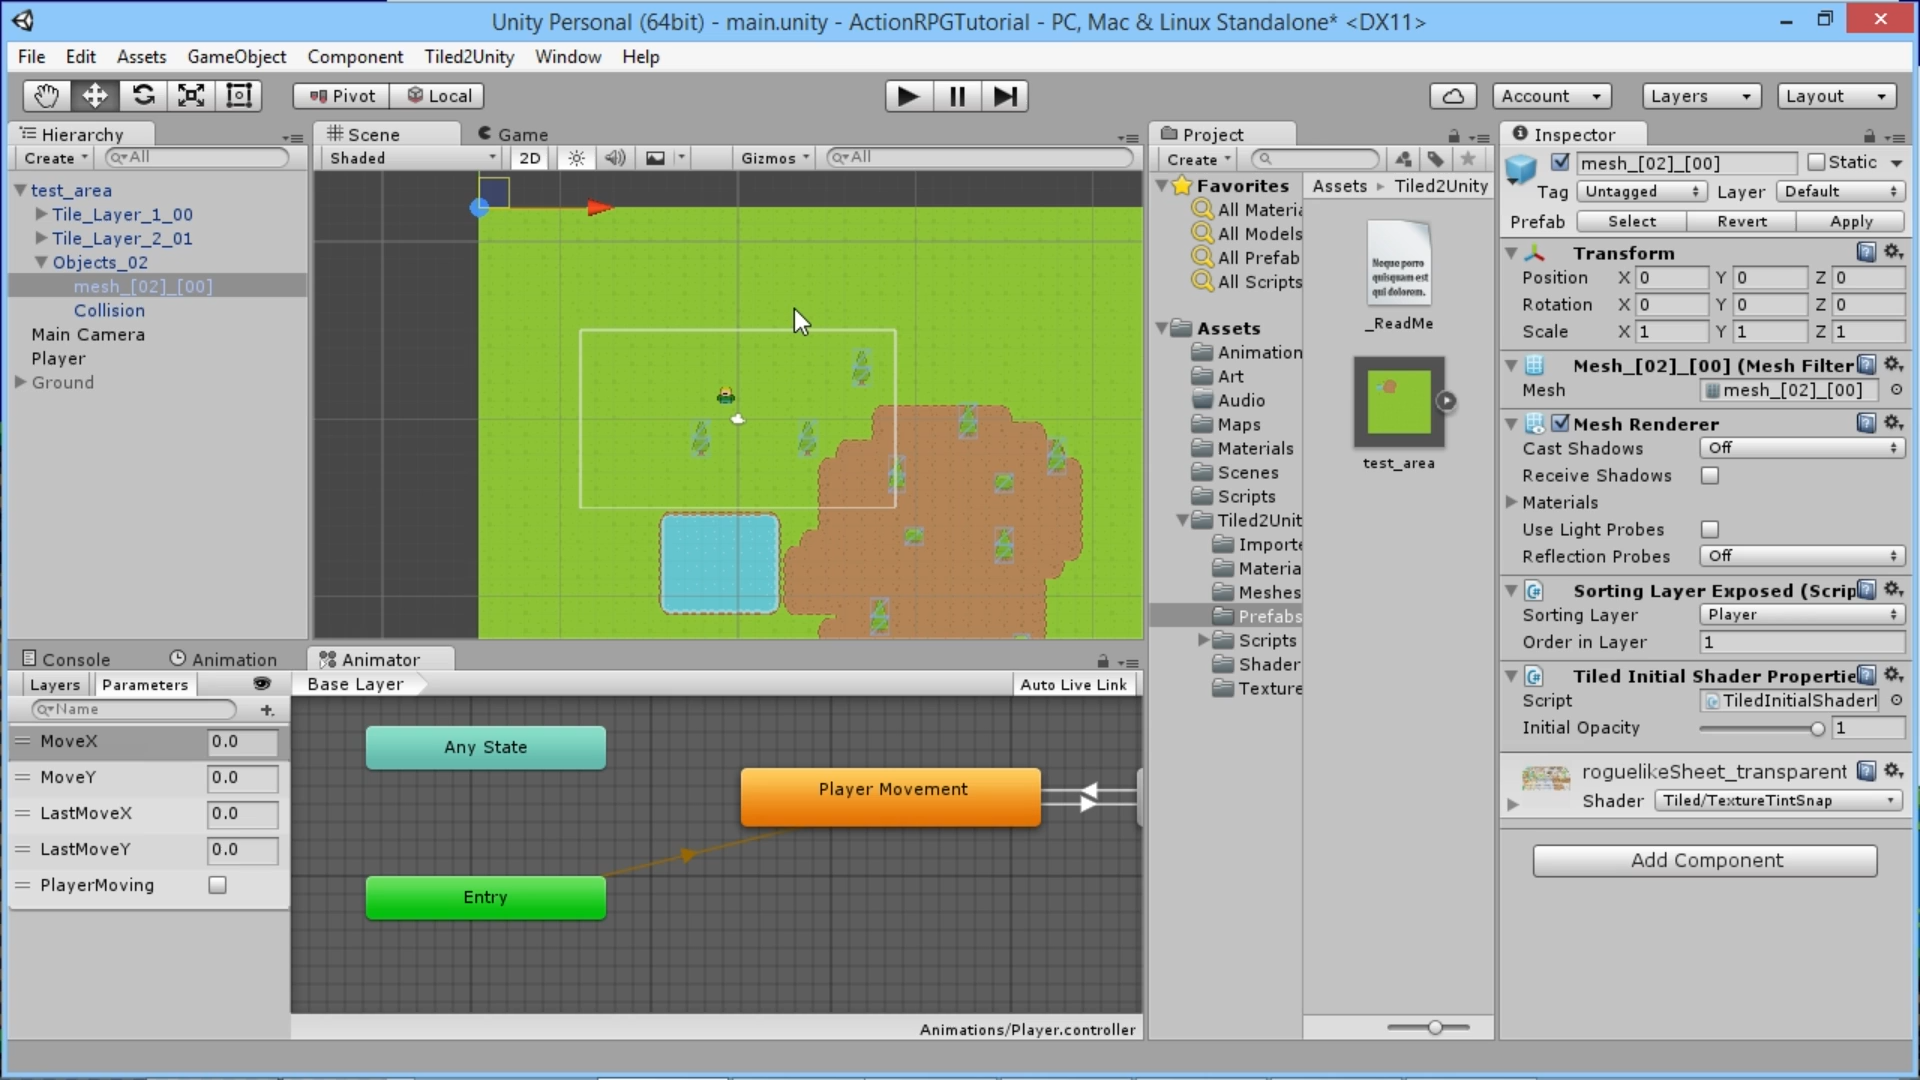 Unity Personal (64bit) - main.unity - ActionRPGTutorial - PC, Mac & Linux Standalone* <DX11>
File Edit Assets GameObject Component Tiled2Unity Window Help
Pivot Local Account Layers Layout
Hierarchy
Create All
test_area
Tile_Layer_1_00
Tile_Layer_2_01
Objects_02
mesh_[02]_[00]
Collision
Main Camera
Player
Ground
Scene Game
Shaded 2D Gizmos All
Project
Create
Favorites
All Materia
All Models
All Prefab
All Scripts
Assets
Animation
Art
Audio
Maps
Materials
Scenes
Scripts
Tiled2Unit
Importe
Materia
Meshes
Prefabs
Scripts
Shader
Texture
Assets Tiled2Unity
Neque porro
quisquam est
qui dolorem.
_ReadMe
test_area
Inspector
mesh_[02]_[00] Static
Tag Untagged Layer Default
Prefab Select Revert Apply
Transform
Position X 0 Y 0 Z 0
Rotation X 0 Y 0 Z 0
Scale X 1 Y 1 Z 1
Mesh_[02]_[00] (Mesh Filter
Mesh mesh_[02]_[00]
Mesh Renderer
Cast Shadows Off
Receive Shadows
Materials
Use Light Probes
Reflection Probes Off
Sorting Layer Exposed (Scrip
Sorting Layer Player
Order in Layer 1
Tiled Initial Shader Propertie
Script TiledInitialShader
Initial Opacity 1
roguelikeSheet_transparent
Shader Tiled/TextureTintSnap
Add Component
Console Animation Animator
Layers Parameters Base Layer Auto Live Link
Name
MoveX 0.0
MoveY 0.0
LastMoveX 0.0
LastMoveY 0.0
PlayerMoving
Any State
Player Movement
Entry
Animations/Player.controller